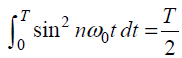 ∫₀ᵀ sin² nω₀t dt = T/2